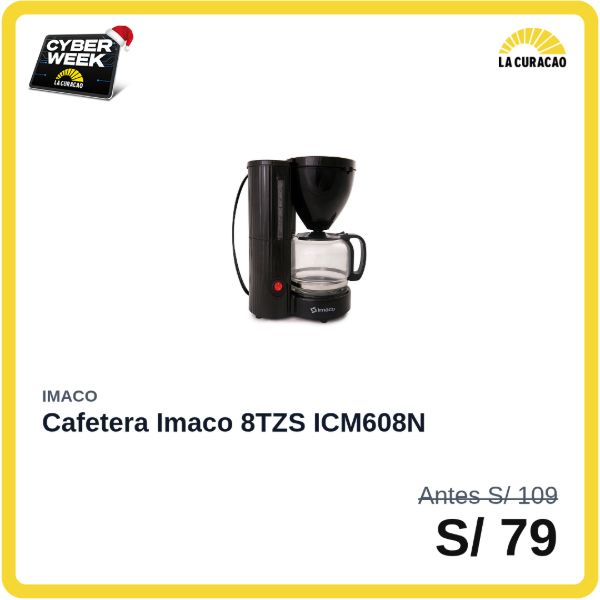 CYBER
WEEK
LA CURACAO
LA CURACAO
Imaco
IMACO
Cafetera Imaco 8TZS ICM608N
Antes S/ 109
S/ 79